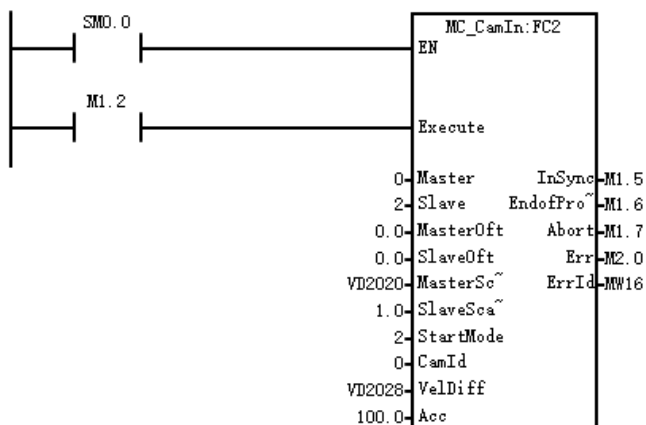 SM0.0
MC_CamIn:FC2
EN
M1.2
Execute
0 Master InSync M1.5
2 Slave EndofPro~ M1.6
0.0 MasterOft Abort M1.7
0.0 SlaveOft Err M2.0
VD2020 MasterSc~ ErrId MW16
1.0 SlaveSca~
2 StartMode
0 CamId
VD2028 VelDiff
100.0 Acc